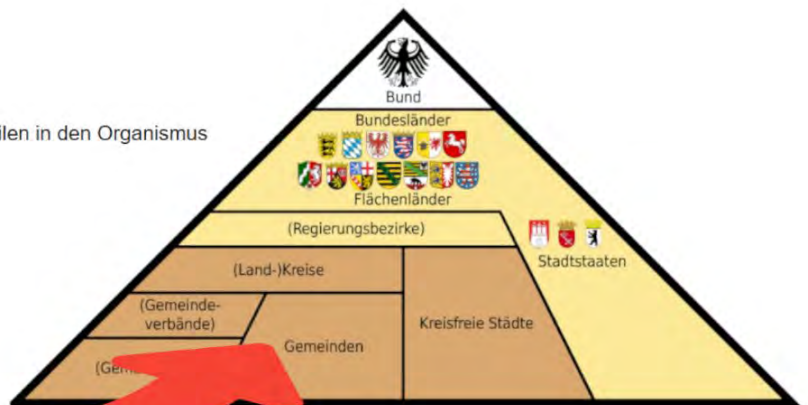 Bund
ilen in den Organismus
Bundesländer
Flächenländer
(Regierungsbezirke)
Stadtstaaten
(Land-)Kreise
(Gemeinde-
verbände)
Kreisfreie Städte
Gemeinden